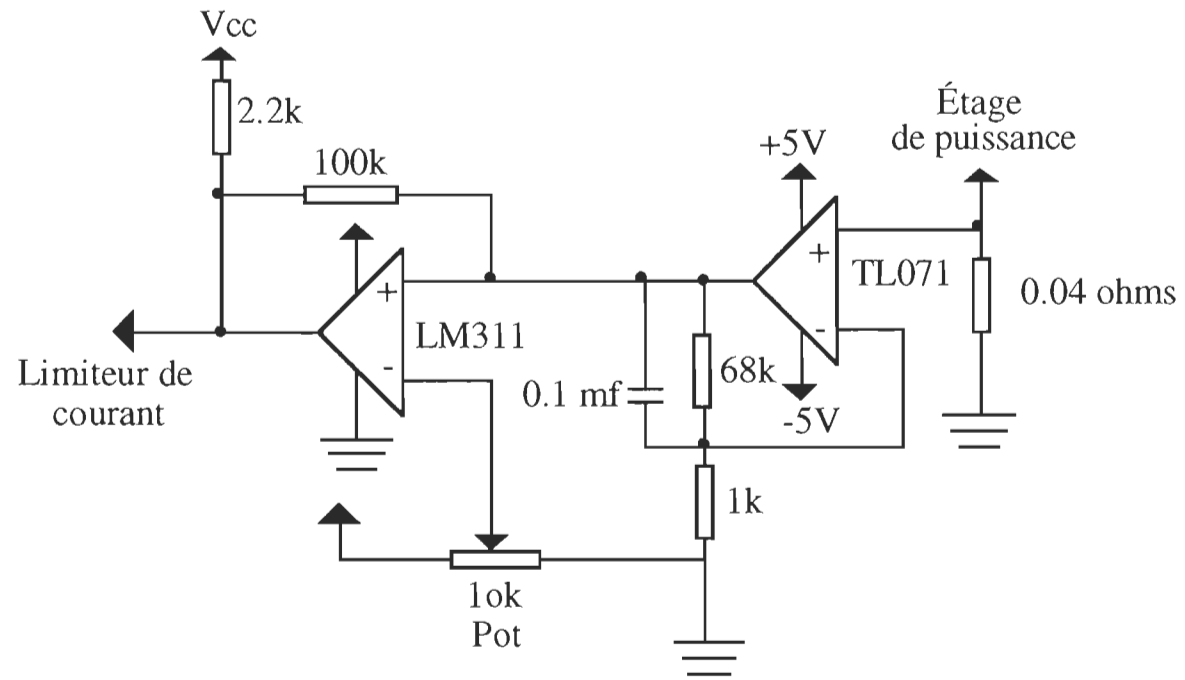 Vcc
2.2k
100k
+
-
LM311
Limiteur de
courant
0.1 mf
68k
1k
10k
Pot
+5V
-5V
+
-
TL071
Étage
de puissance
0.04 ohms